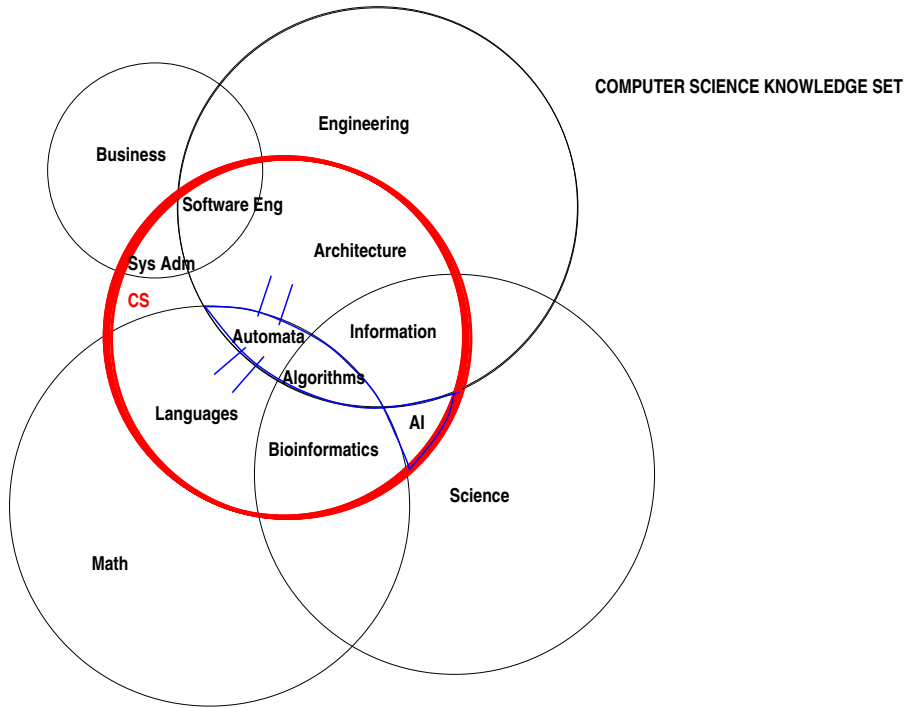 COMPUTER SCIENCE KNOWLEDGE SET
Engineering
Business
Software Eng
Architecture
Sys Adm
CS
Information
Automata
Algorithms
Languages
AI
Bioinformatics
Science
Math